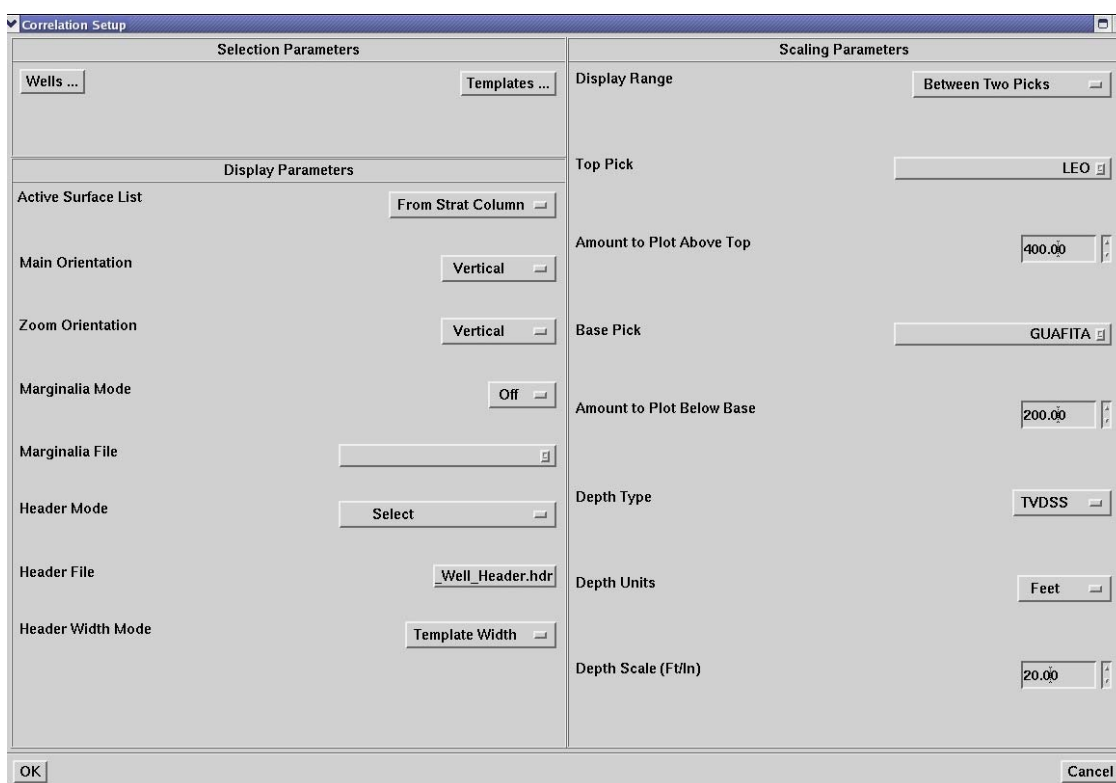 Correlation Setup
Selection Parameters
Wells ...
Templates ...
Display Parameters
Active Surface List
From Strat Column
Main Orientation
Vertical
Zoom Orientation
Vertical
Marginalia Mode
Off
Marginalia File
Header Mode
Select
Header File
_Well_Header.hdr
Header Width Mode
Template Width
Scaling Parameters
Display Range
Between Two Picks
Top Pick
LEO
Amount to Plot Above Top
400.00
Base Pick
GUAFITA
Amount to Plot Below Base
200.00
Depth Type
TVDSS
Depth Units
Feet
Depth Scale (Ft/In)
20.00
OK
Cancel